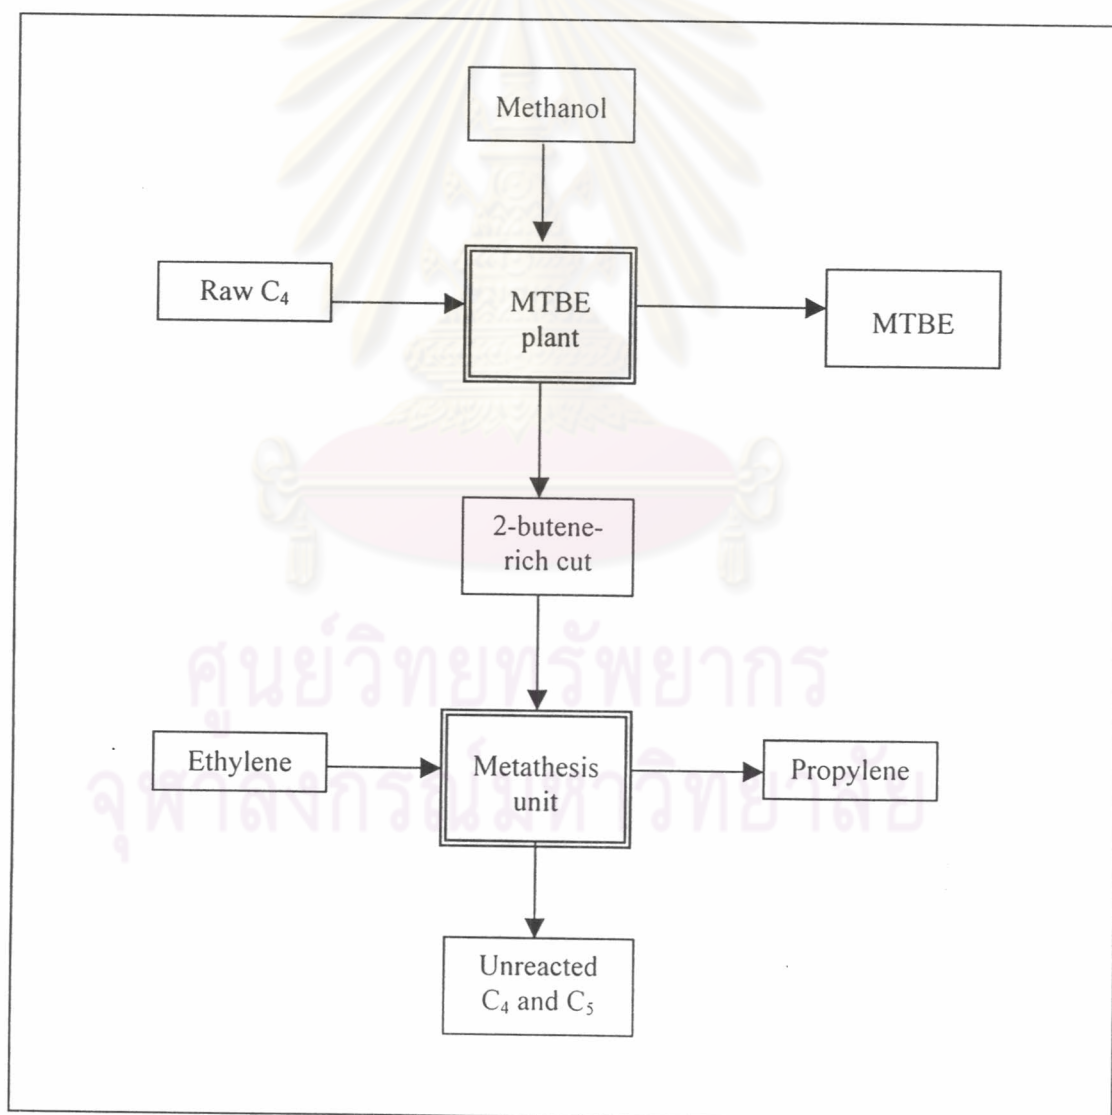 Methanol
Raw C₄
MTBE
plant
MTBE
2-butene-
rich cut
ศูนย์วิทยทรัพยากร
จุฬาลงกรณ์มหาวิทยาลัย
Ethylene
Metathesis
unit
Propylene
Unreacted
C₄ and C₅